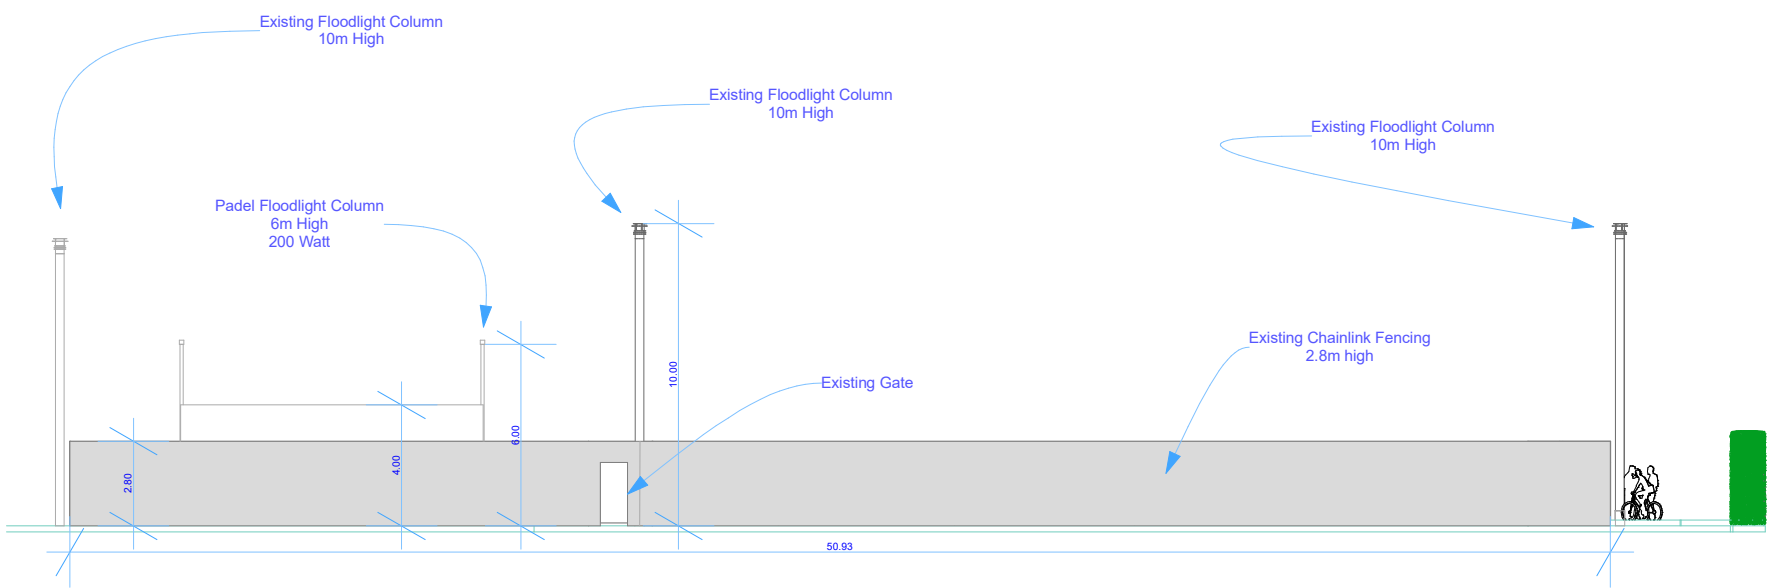 Existing Floodlight Column
10m High
Existing Floodlight Column
10m High
Existing Floodlight Column
10m High
Padel Floodlight Column
6m High
200 Watt
Existing Chainlink Fencing
2.8m high
Existing Gate
10.00
6.00
4.00
2.80
50.93